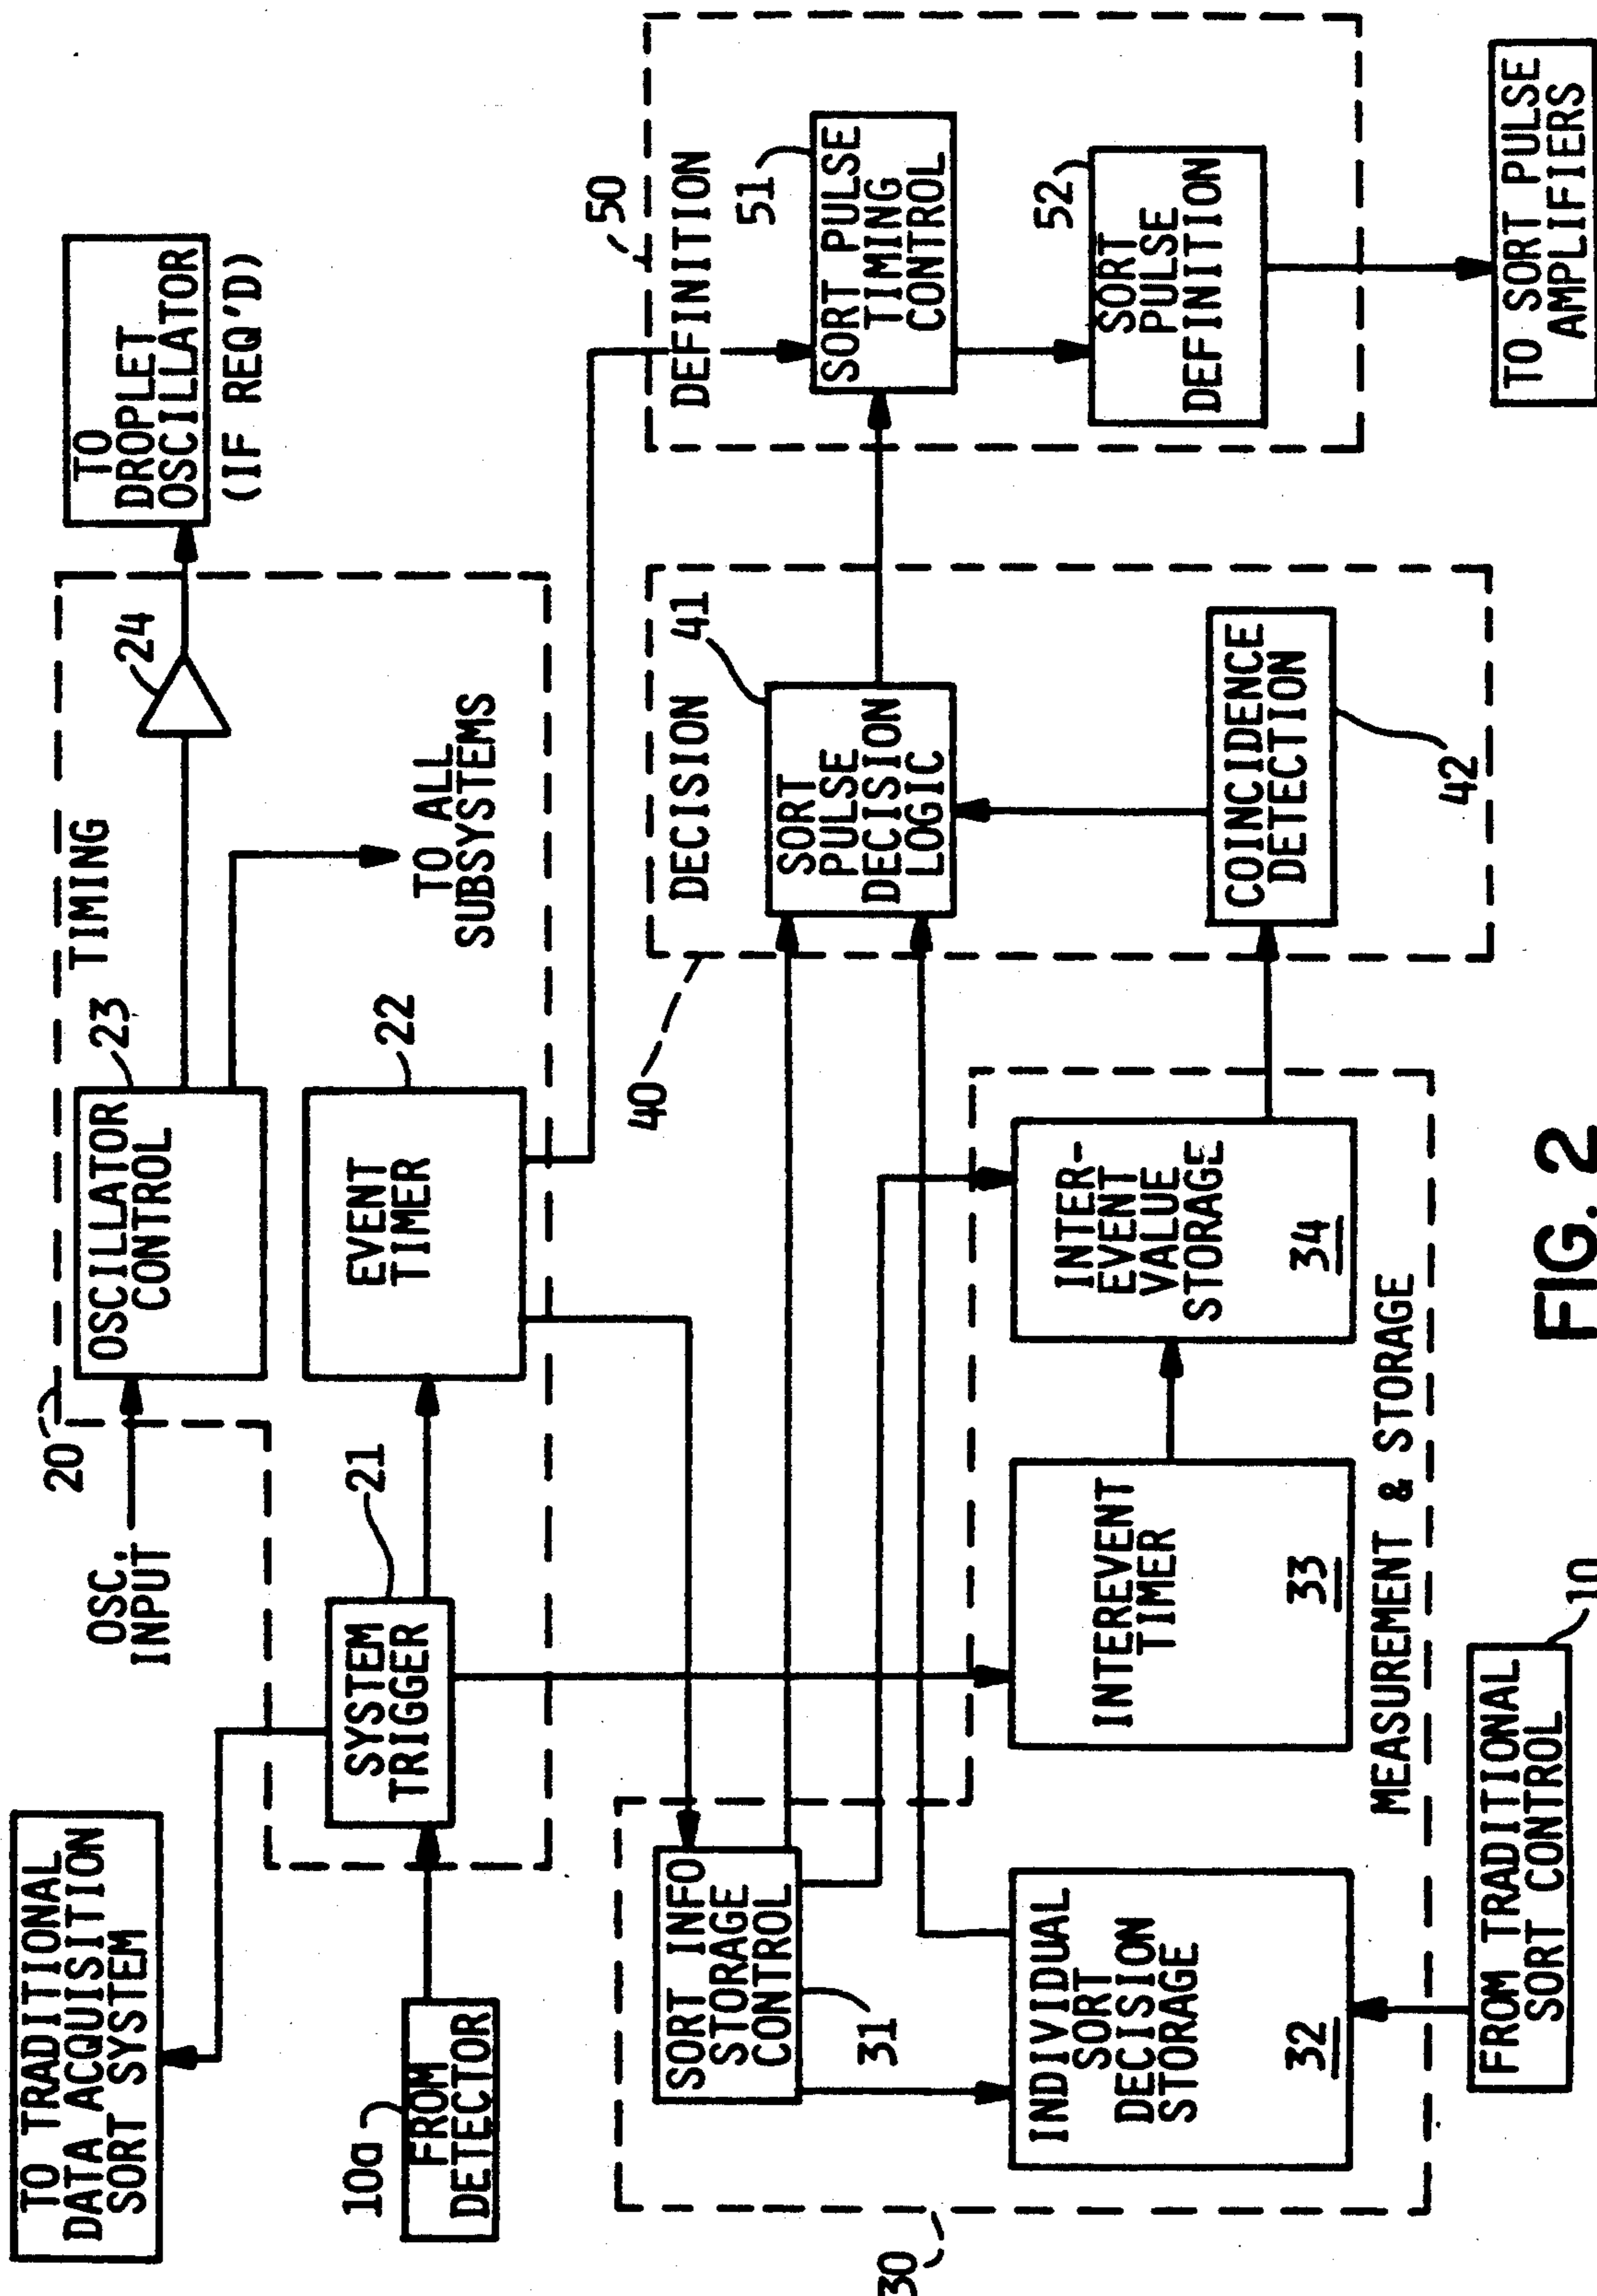 TO TRADITIONAL
DATA ACQUISITION
SORT SYSTEM
10a
FROM
DETECTOR
OSC.
INPUT
20
TIMING
OSCILLATOR
CONTROL
23
24
TO
DROPLET
OSCILLATOR
(IF REQ'D)
TO ALL
SUBSYSTEMS
SYSTEM
TRIGGER
21
EVENT
TIMER
22
30
SORT INFO
STORAGE
CONTROL
31
INDIVIDUAL
SORT
DECISION
STORAGE
32
INTEREVENT
TIMER
33
INTER-
EVENT
VALUE
STORAGE
34
MEASUREMENT & STORAGE
FROM TRADITIONAL
SORT CONTROL
10
40
DECISION
41
SORT
PULSE
DECISION
LOGIC
COINCIDENCE
DETECTION
42
50
DEFINITION
51
SORT PULSE
TIMING
CONTROL
52
SORT
PULSE
DEFINITION
TO SORT PULSE
AMPLIFIERS
FIG. 2